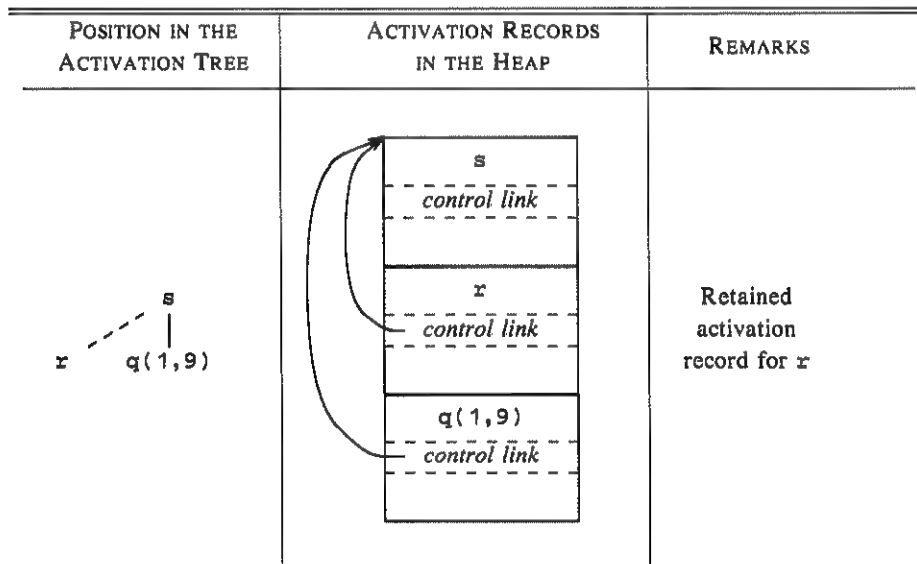 POSITION IN THE
ACTIVATION TREE
ACTIVATION RECORDS
IN THE HEAP
REMARKS
s
r
q(1,9)
s
control link
r
control link
q(1,9)
control link
Retained
activation
record for r